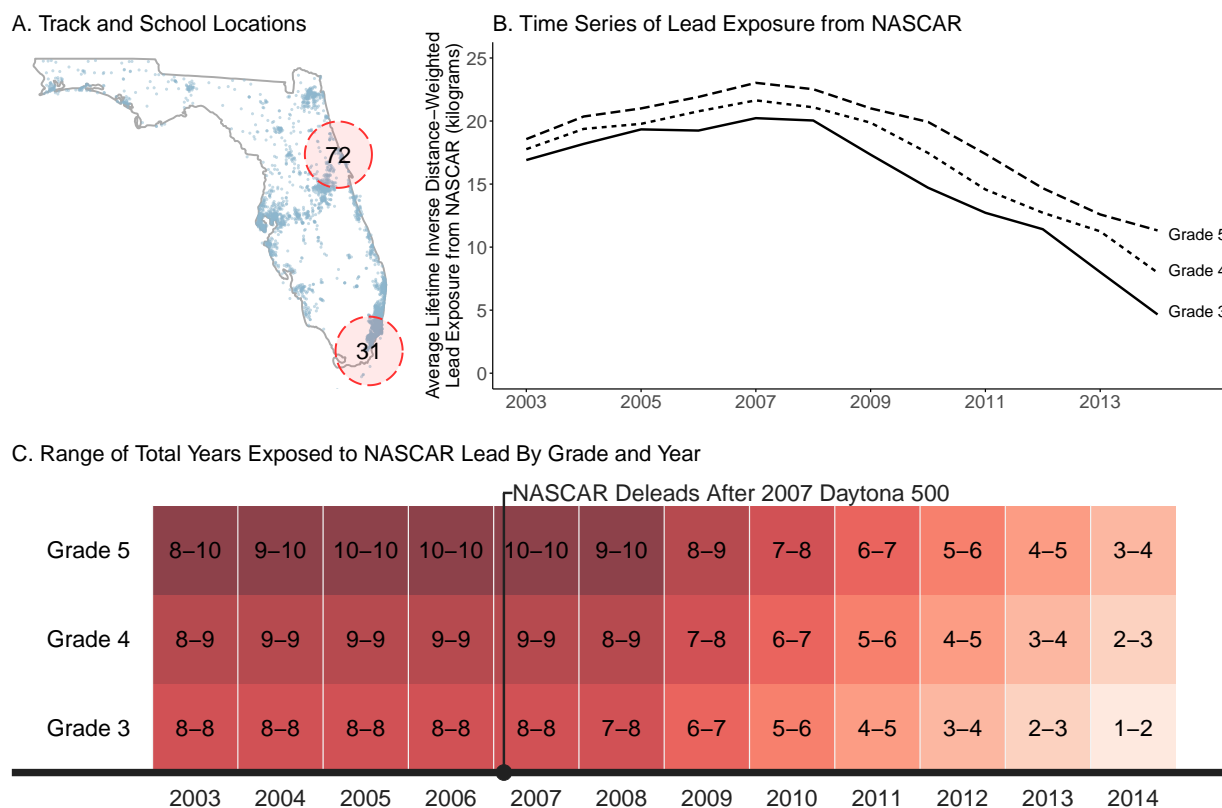 A. Track and School Locations
72
31
B. Time Series of Lead Exposure from NASCAR
Average Lifetime Inverse Distance−Weighted
Lead Exposure from NASCAR (kilograms)
25
20
15
10
5
0
Grade 5
Grade 4
Grade 3
2003 2005 2007 2009 2011 2013
C. Range of Total Years Exposed to NASCAR Lead By Grade and Year
NASCAR Deleads After 2007 Daytona 500
Grade 5 8−10 9−10 10−10 10−10 10−10 9−10 8−9 7−8 6−7 5−6 4−5 3−4
Grade 4 8−9 9−9 9−9 9−9 9−9 8−9 7−8 6−7 5−6 4−5 3−4 2−3
Grade 3 8−8 8−8 8−8 8−8 8−8 7−8 6−7 5−6 4−5 3−4 2−3 1−2
2003 2004 2005 2006 2007 2008 2009 2010 2011 2012 2013 2014